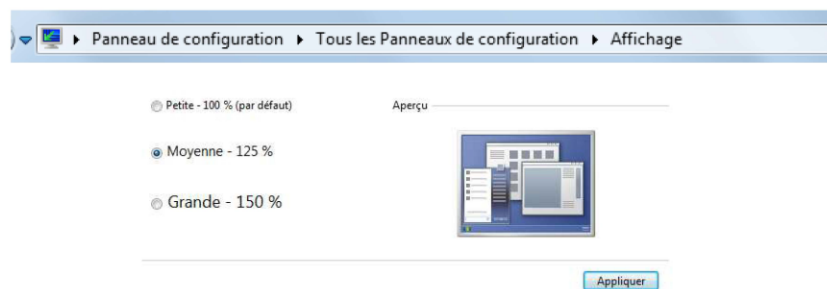 Panneau de configuration ▸ Tous les Panneaux de configuration ▸ Affichage
Petite - 100 % (par défaut)
Aperçu
Moyenne - 125 %
Grande - 150 %
Appliquer